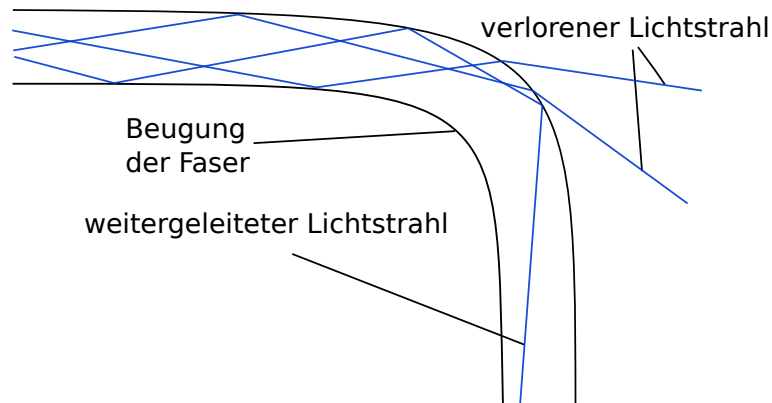 verlorener Lichtstrahl
Beugung
der Faser
weitergeleiteter Lichtstrahl